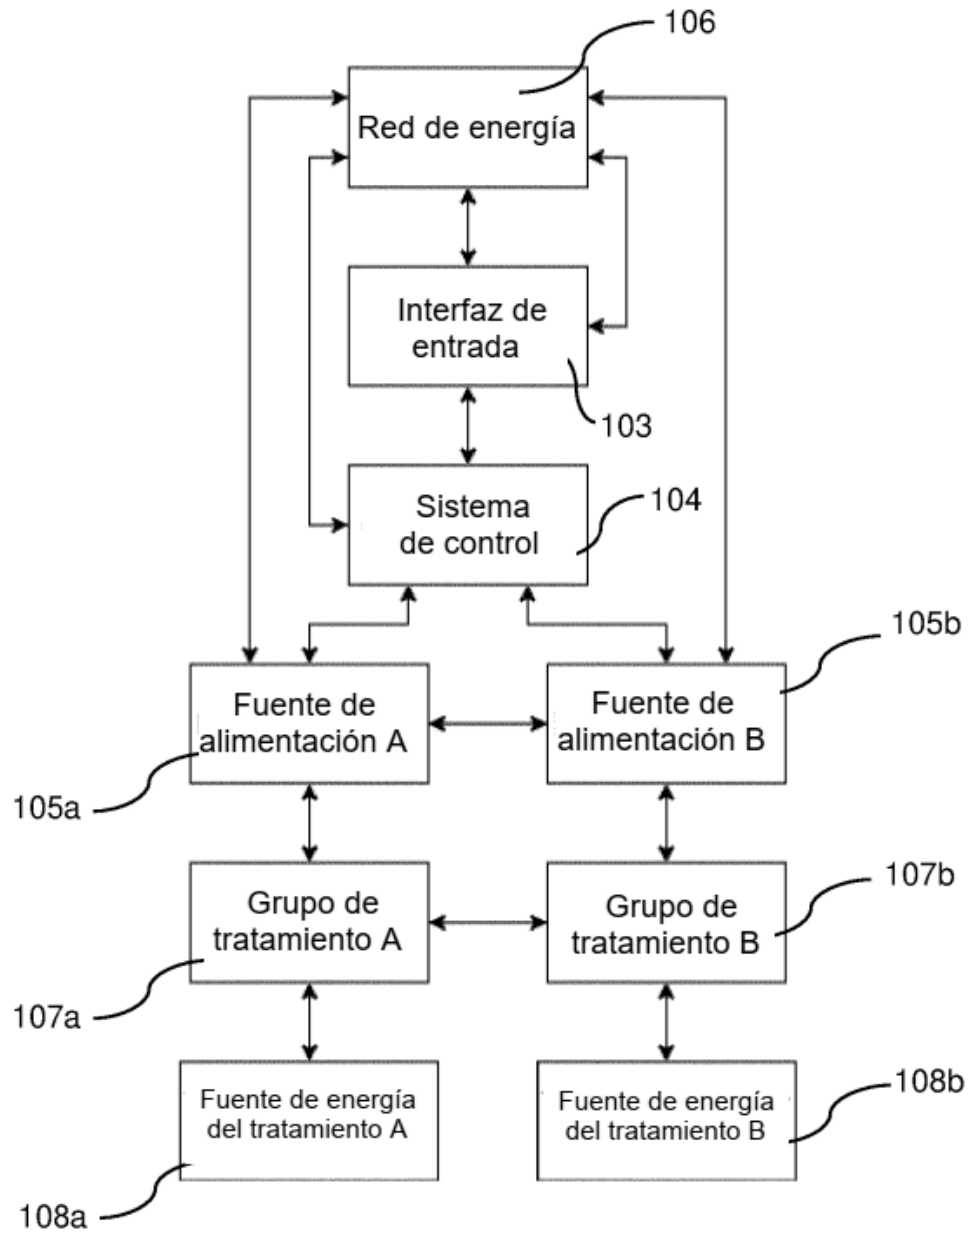 106
Red de energía
Interfaz de
entrada
103
Sistema
de control
104
105b
Fuente de
alimentación A
Fuente de
alimentación B
105a
107b
Grupo de
tratamiento A
Grupo de
tratamiento B
107a
108b
Fuente de energía
del tratamiento A
Fuente de energía
del tratamiento B
108a